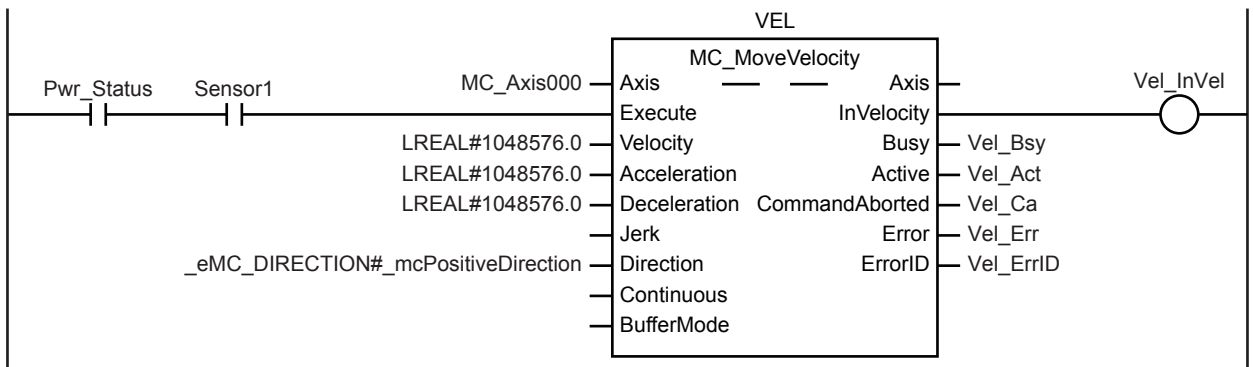 VEL
MC_MoveVelocity
Pwr_Status Sensor1 MC_Axis000 Axis Axis Vel_InVel
Execute InVelocity
LREAL#1048576.0 Velocity Busy Vel_Bsy
LREAL#1048576.0 Acceleration Active Vel_Act
LREAL#1048576.0 Deceleration CommandAborted Vel_Ca
Jerk Error Vel_Err
_eMC_DIRECTION#_mcPositiveDirection Direction ErrorID Vel_ErrID
Continuous
BufferMode